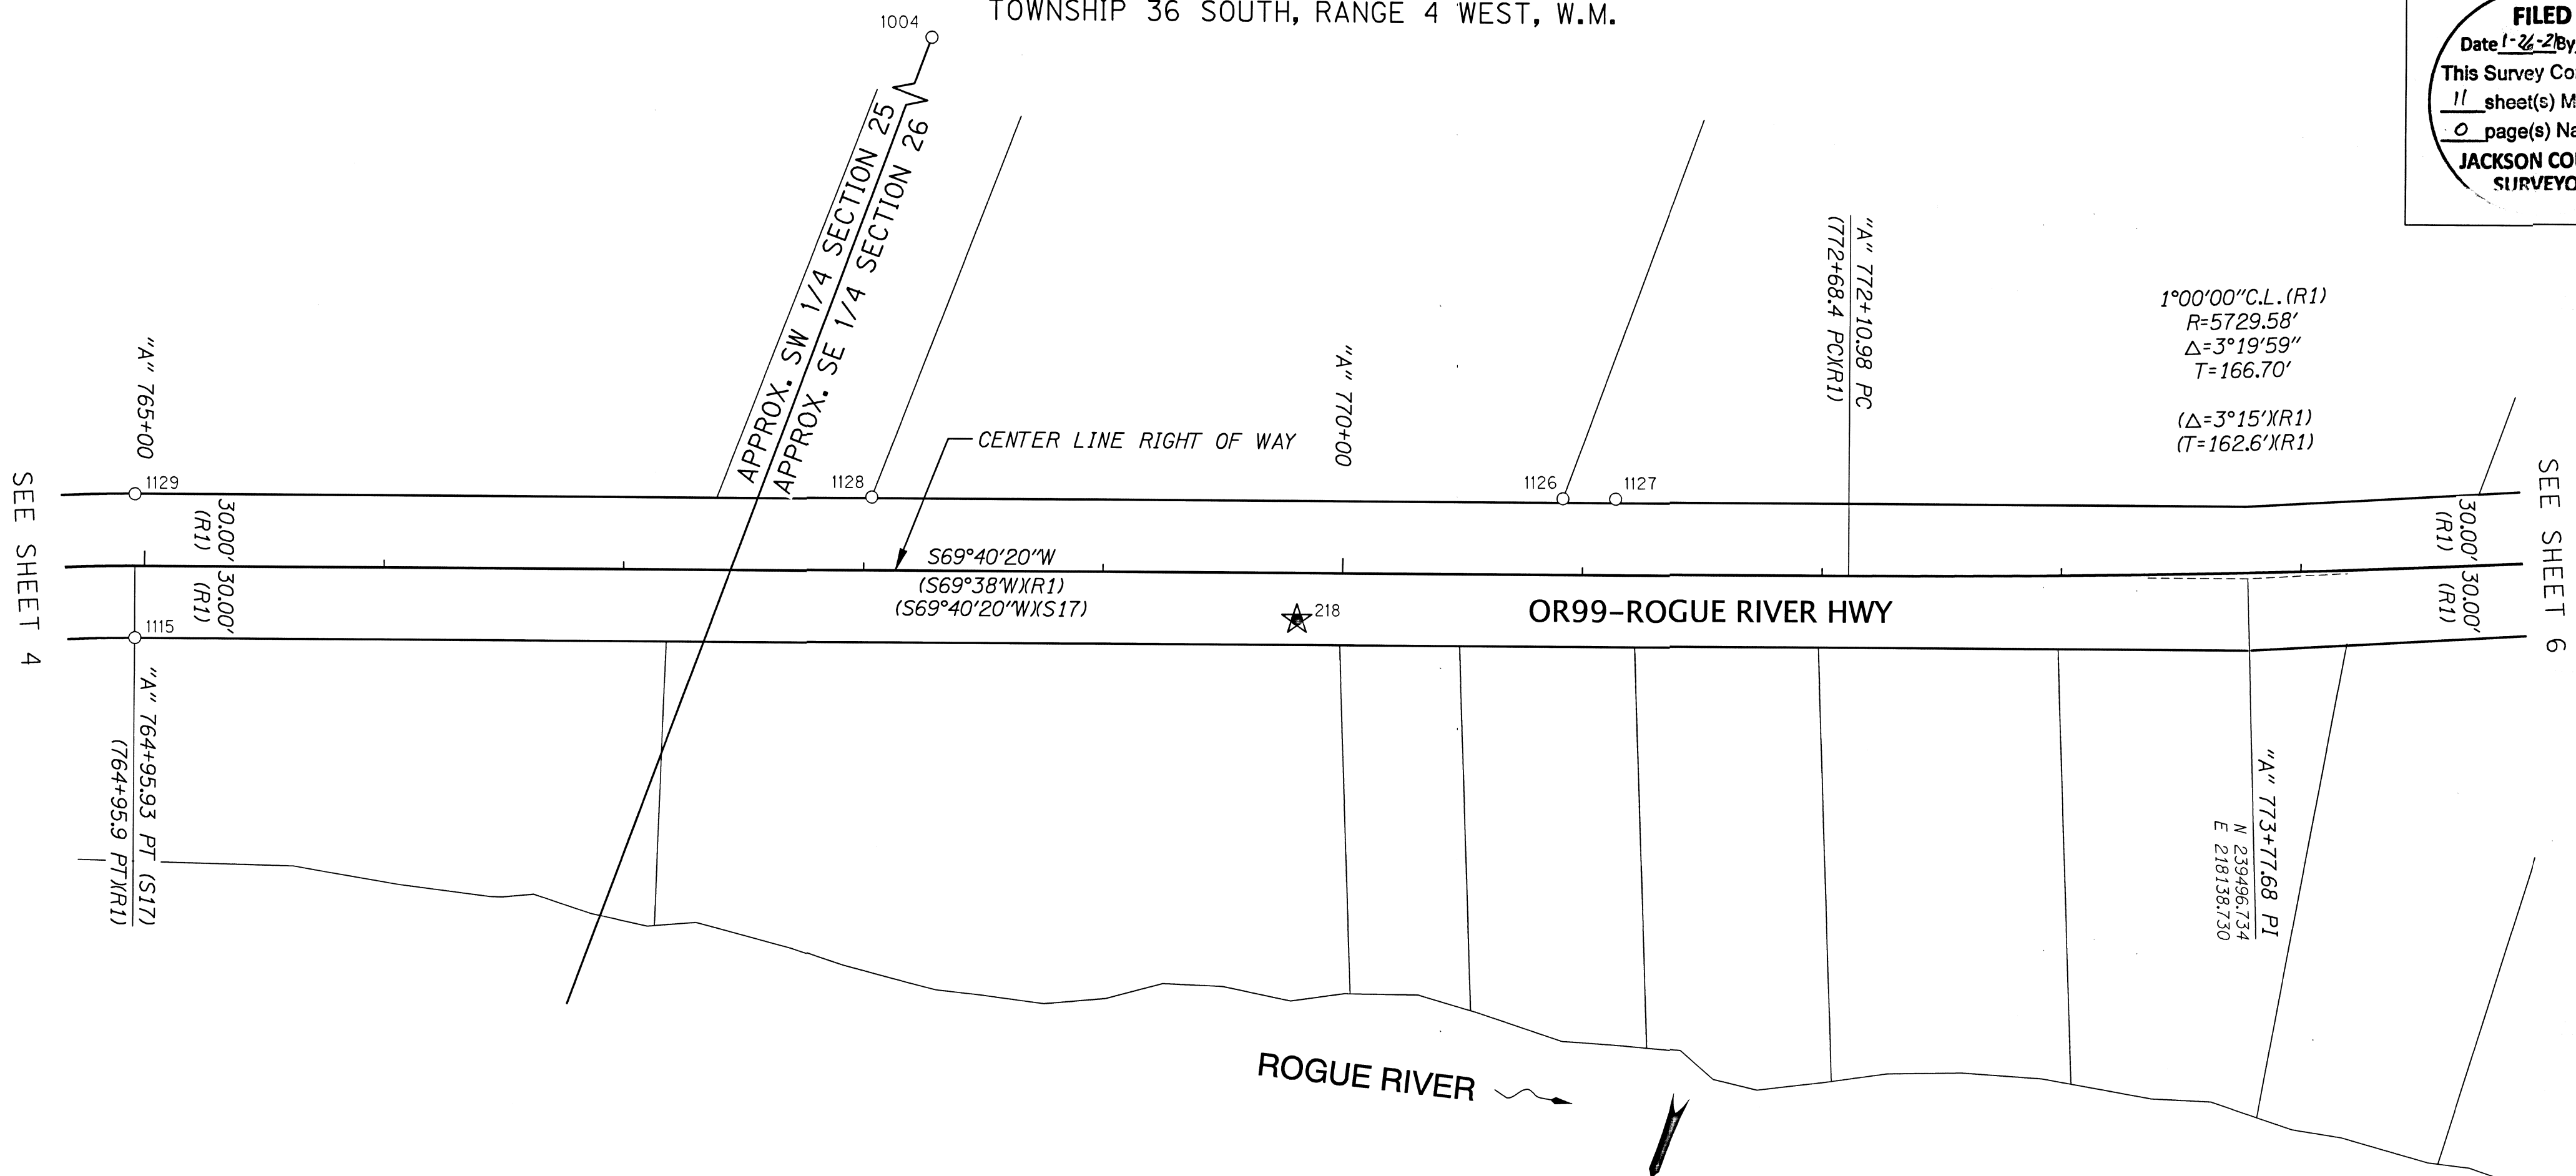 TOWNSHIP 36 SOUTH, RANGE 4 WEST, W.M.
FILED
Date 1-26-21 By
This Survey Co
11 sheet(s) M
0 page(s) Na
JACKSON CO
SURVEYO
1004
APPROX. SW 1/4 SECTION 25
APPROX. SE 1/4 SECTION 26
"A" 772+10.98 PC
(772+68.4 PC)(R1)
1°00'00"C.L.(R1)
R=5729.58'
Δ=3°19'59"
T=166.70'
(Δ=3°15')(R1)
(T=162.6')(R1)
"A" 765+00
"A" 770+00
CENTER LINE RIGHT OF WAY
SEE SHEET 4
1129
1128
1126
1127
30.00'
(R1)
30.00'
(R1)
S69°40'20"W
(S69°38'W)(R1)
(S69°40'20"W)(S17)
218
OR99-ROGUE RIVER HWY
30.00'
(R1)
30.00'
(R1)
SEE SHEET 6
1115
"A" 764+95.93 PT (S17)
(764+95.9 PT)(R1)
"A" 773+77.68 PI
N 239496.734
E 218138.730
ROGUE RIVER